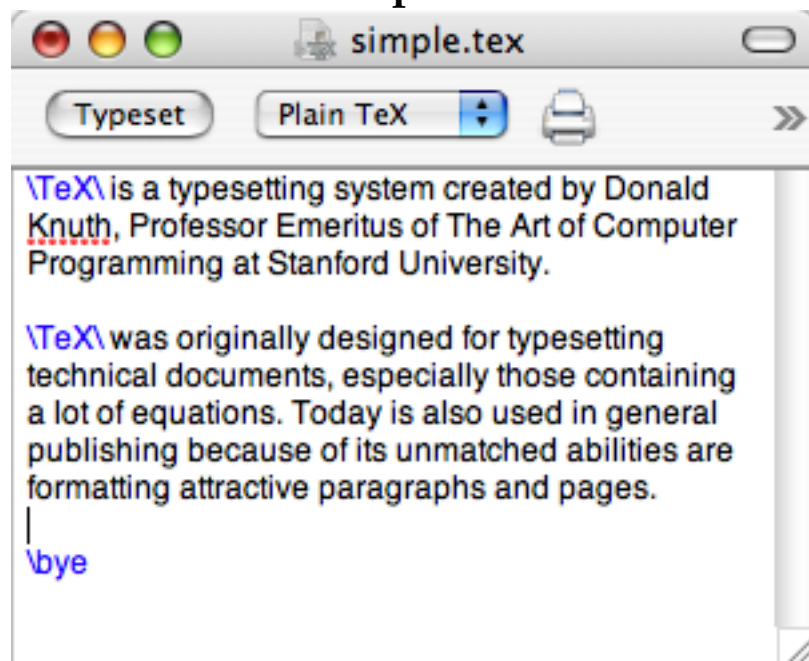 simple.tex
Typeset Plain TeX »
\TeX\ is a typesetting system created by Donald
Knuth, Professor Emeritus of The Art of Computer
Programming at Stanford University.
\TeX\ was originally designed for typesetting
technical documents, especially those containing
a lot of equations. Today is also used in general
publishing because of its unmatched abilities are
formatting attractive paragraphs and pages.
\bye